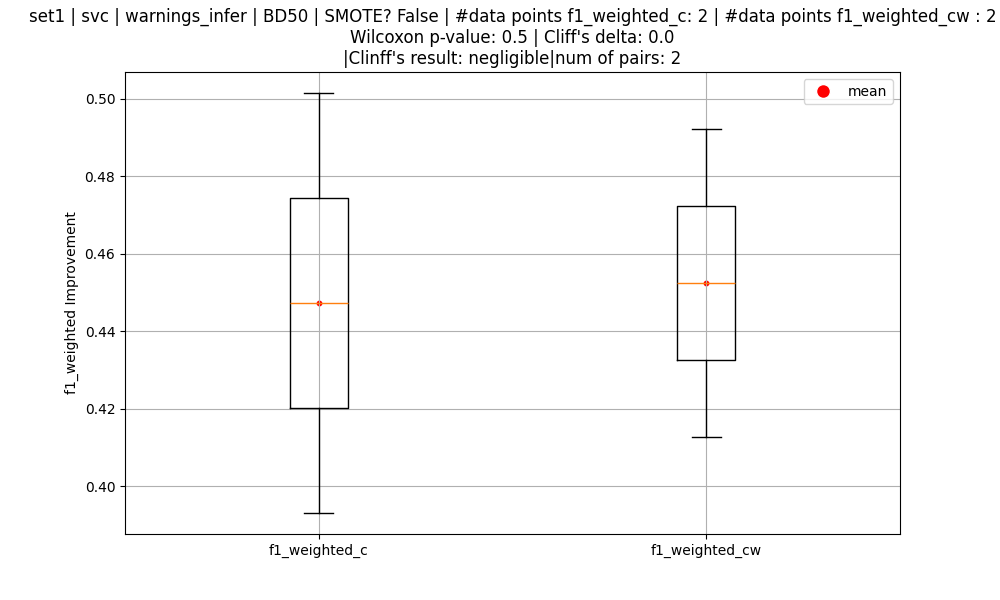 set1 | svc | warnings_infer | BD50 | SMOTE? False | #data points f1_weighted_c: 2 | #data points f1_weighted_cw : 2
Wilcoxon p-value: 0.5 | Cliff's delta: 0.0
|Clinff's result: negligible|num of pairs: 2
mean
f1_weighted Improvement
0.50
0.48
0.46
0.44
0.42
0.40
f1_weighted_c
f1_weighted_cw